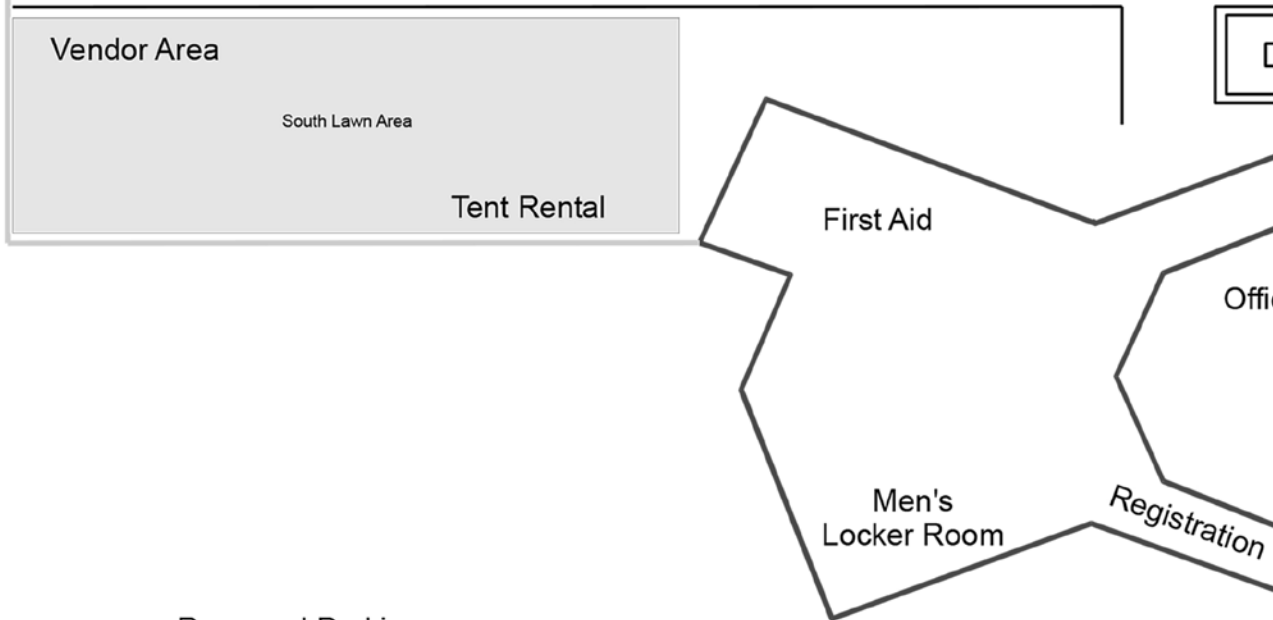 Vendor Area
South Lawn Area
Tent Rental
First Aid
Men's
Locker Room
Registration